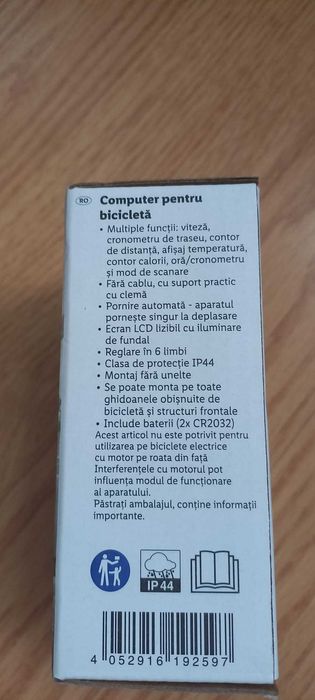 RO Computer pentru
bicicletă
• Multiple funcții: viteză,
cronometru de traseu, contor
de distanță, afișaj temperatură,
contor calorii, oră/cronometru
și mod de scanare
• Fără cablu, cu suport practic
cu clemă
• Pornire automată - aparatul
pornește singur la deplasare
• Ecran LCD lizibil cu iluminare
de fundal
• Reglare în 6 limbi
• Clasa de protecție IP44
• Montaj fără unelte
• Se poate monta pe toate
ghidoanele obișnuite de
bicicletă și structuri frontale
• Include baterii (2x CR2032)
Acest articol nu este potrivit pentru
utilizarea pe biciclete electrice
cu motor pe roata din față
Interferențele cu motorul pot
influența modul de funcționare
al aparatului.
Păstrați ambalajul, conține informații
importante.
IP 44
4 052916 192597